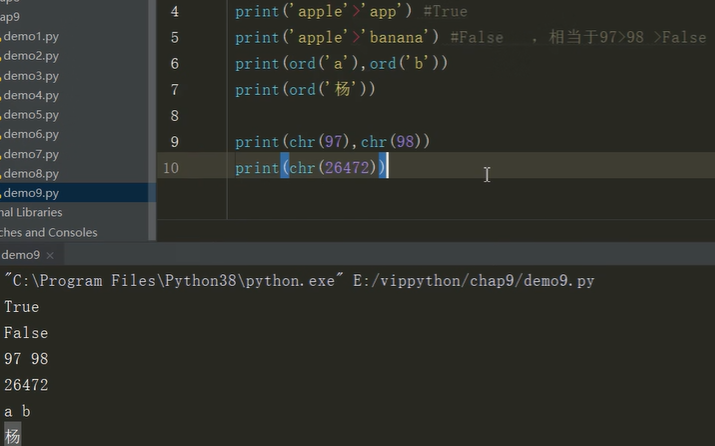 ap9
demo1.py
demo2.py
demo3.py
demo4.py
demo5.py
demo6.py
demo7.py
demo8.py
demo9.py
nal Libraries
ches and Consoles
4 print('apple'>'app') #True
5 print('apple'>'banana') #False ，相当于97>98 >False
6 print(ord('a'),ord('b'))
7 print(ord('杨'))
8
9 print(chr(97),chr(98))
10 print(chr(26472))
demo9 ×
"C:\Program Files\Python38\python.exe" E:/vippython/chap9/demo9.py
True
False
97 98
26472
a b
杨